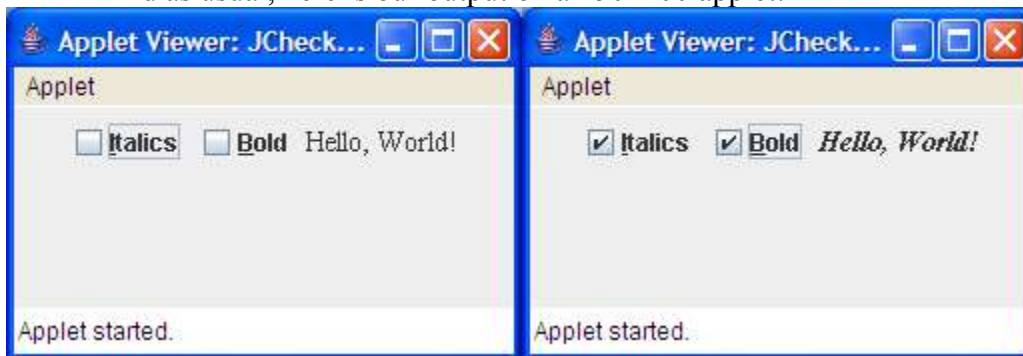 Applet Viewer: JCheck...
Applet
Italics Bold Hello, World!
Applet started.
Applet Viewer: JCheck...
Applet
Italics Bold Hello, World!
Applet started.